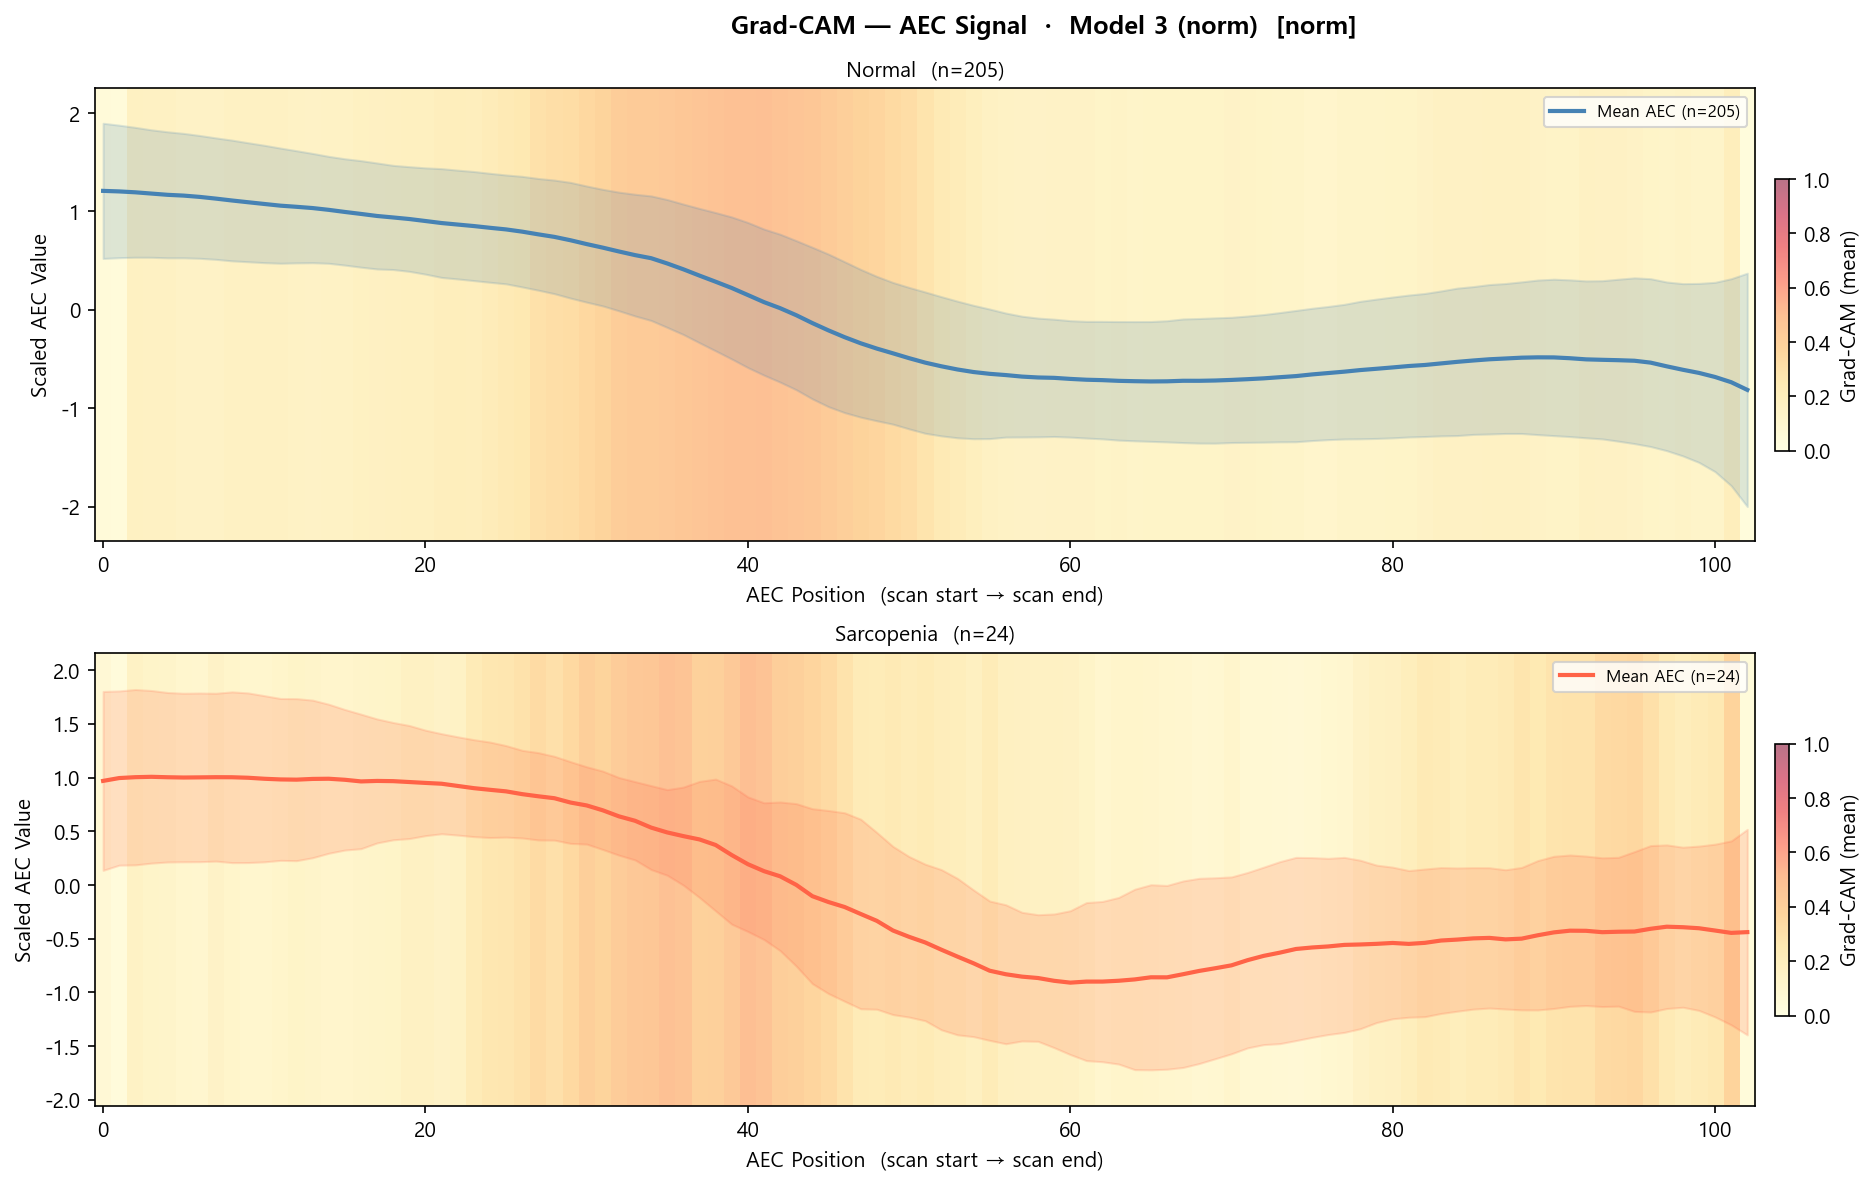 Grad-CAM — AEC Signal · Model 3 (norm) [norm]
Normal (n=205)
Mean AEC (n=205)
Scaled AEC Value
2
1
0
-1
-2
0 20 40 60 80 100
AEC Position (scan start → scan end)
1.0
0.8
0.6
0.4
0.2
0.0
Grad-CAM (mean)
Sarcopenia (n=24)
Mean AEC (n=24)
Scaled AEC Value
2.0
1.5
1.0
0.5
0.0
-0.5
-1.0
-1.5
-2.0
0 20 40 60 80 100
AEC Position (scan start → scan end)
1.0
0.8
0.6
0.4
0.2
0.0
Grad-CAM (mean)